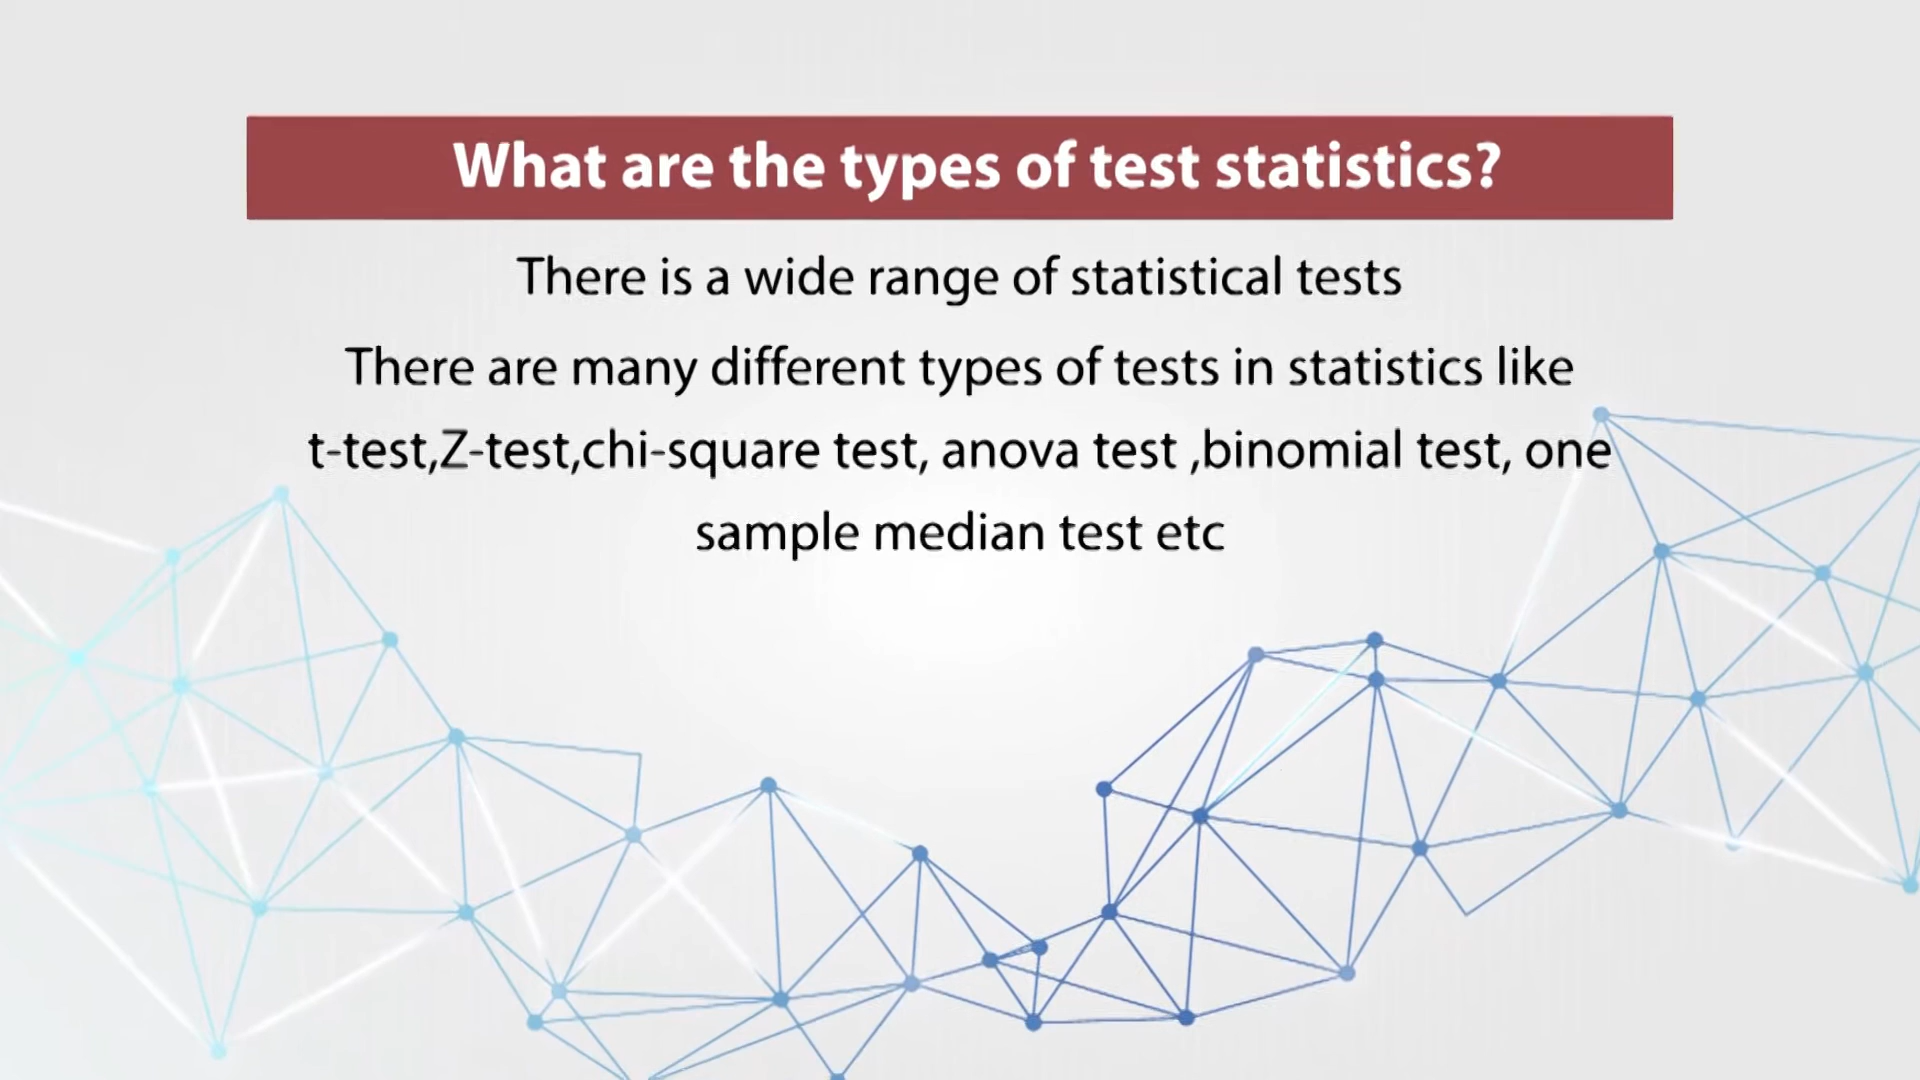 What are the types of test statistics?
There is a wide range of statistical tests
There are many different types of tests in statistics like
t-test,Z-test,chi-square test, anova test ,binomial test, one
sample median test etc